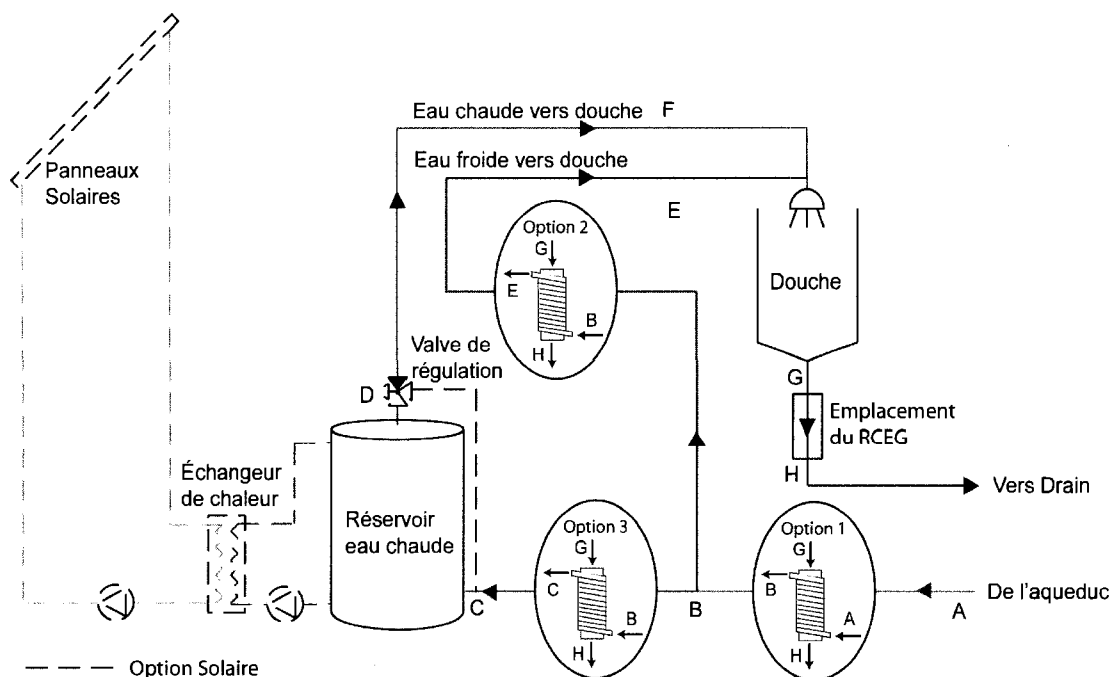 Eau chaude vers douche F
Eau froide vers douche
E
Panneaux
Solaires
Option 2
G
E
B
H
Douche
Valve de
régulation
D
G
Emplacement
du RCEG
H
Vers Drain
Échangeur
de chaleur
Réservoir
eau chaude
Option 3
G
C
B
H
Option 1
G
B
A
H
C
B
A
De l'aqueduc
Option Solaire